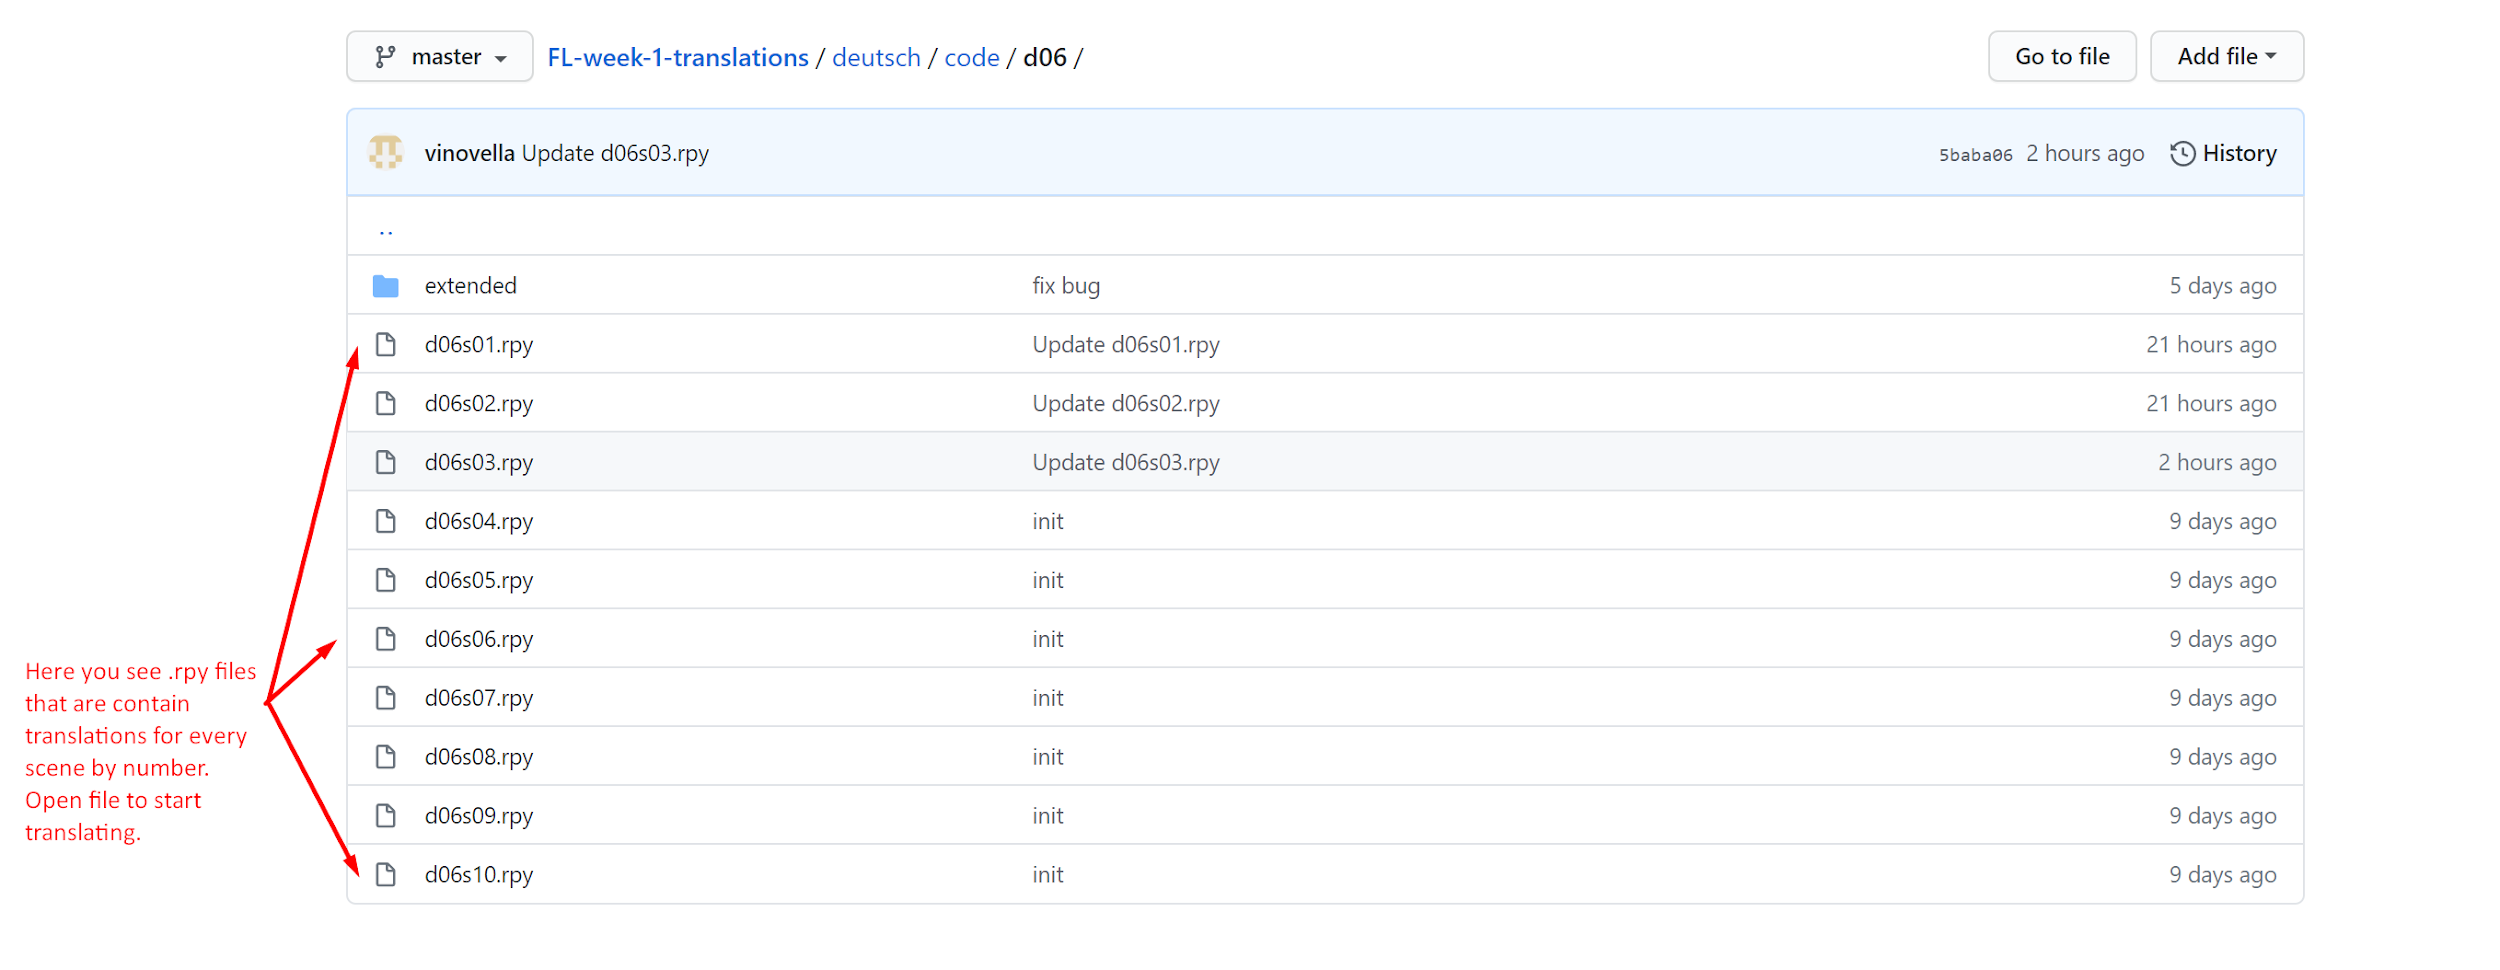 master FL-week-1-translations / deutsch / code / d06 / Go to file Add file
vinovella Update d06s03.rpy 5baba06 2 hours ago History
..
extended fix bug 5 days ago
d06s01.rpy Update d06s01.rpy 21 hours ago
d06s02.rpy Update d06s02.rpy 21 hours ago
d06s03.rpy Update d06s03.rpy 2 hours ago
d06s04.rpy init 9 days ago
d06s05.rpy init 9 days ago
d06s06.rpy init 9 days ago
d06s07.rpy init 9 days ago
d06s08.rpy init 9 days ago
d06s09.rpy init 9 days ago
d06s10.rpy init 9 days ago
Here you see .rpy files
that are contain
translations for every
scene by number.
Open file to start
translating.